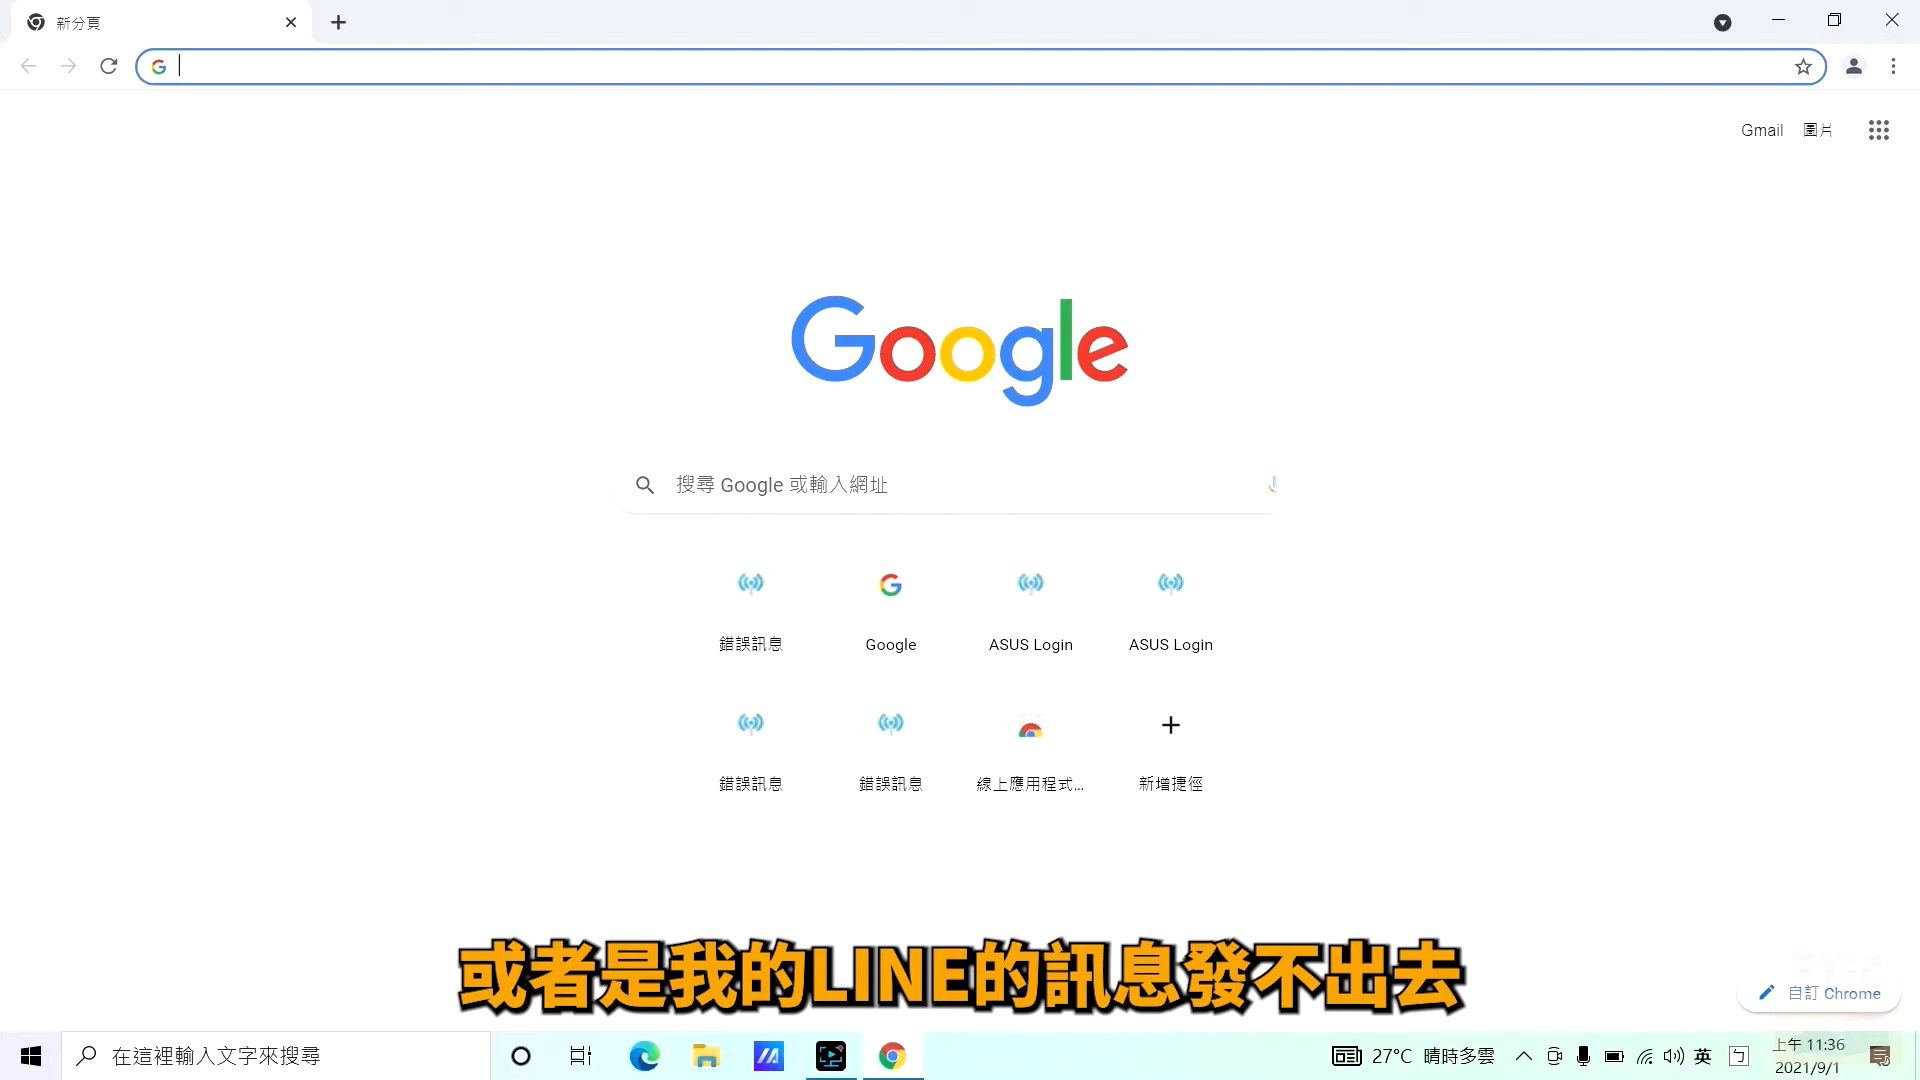 新分頁
Gmail 圖片
Google
搜尋 Google 或輸入網址
錯誤訊息 Google ASUS Login ASUS Login
錯誤訊息 錯誤訊息 線上應用程式... 新增捷徑
或者是我的LINE的訊息發不出去
自訂 Chrome
在這裡輸入文字來搜尋
27°C 晴時多雲 英 ㄅ
上午 11:36
2021/9/1